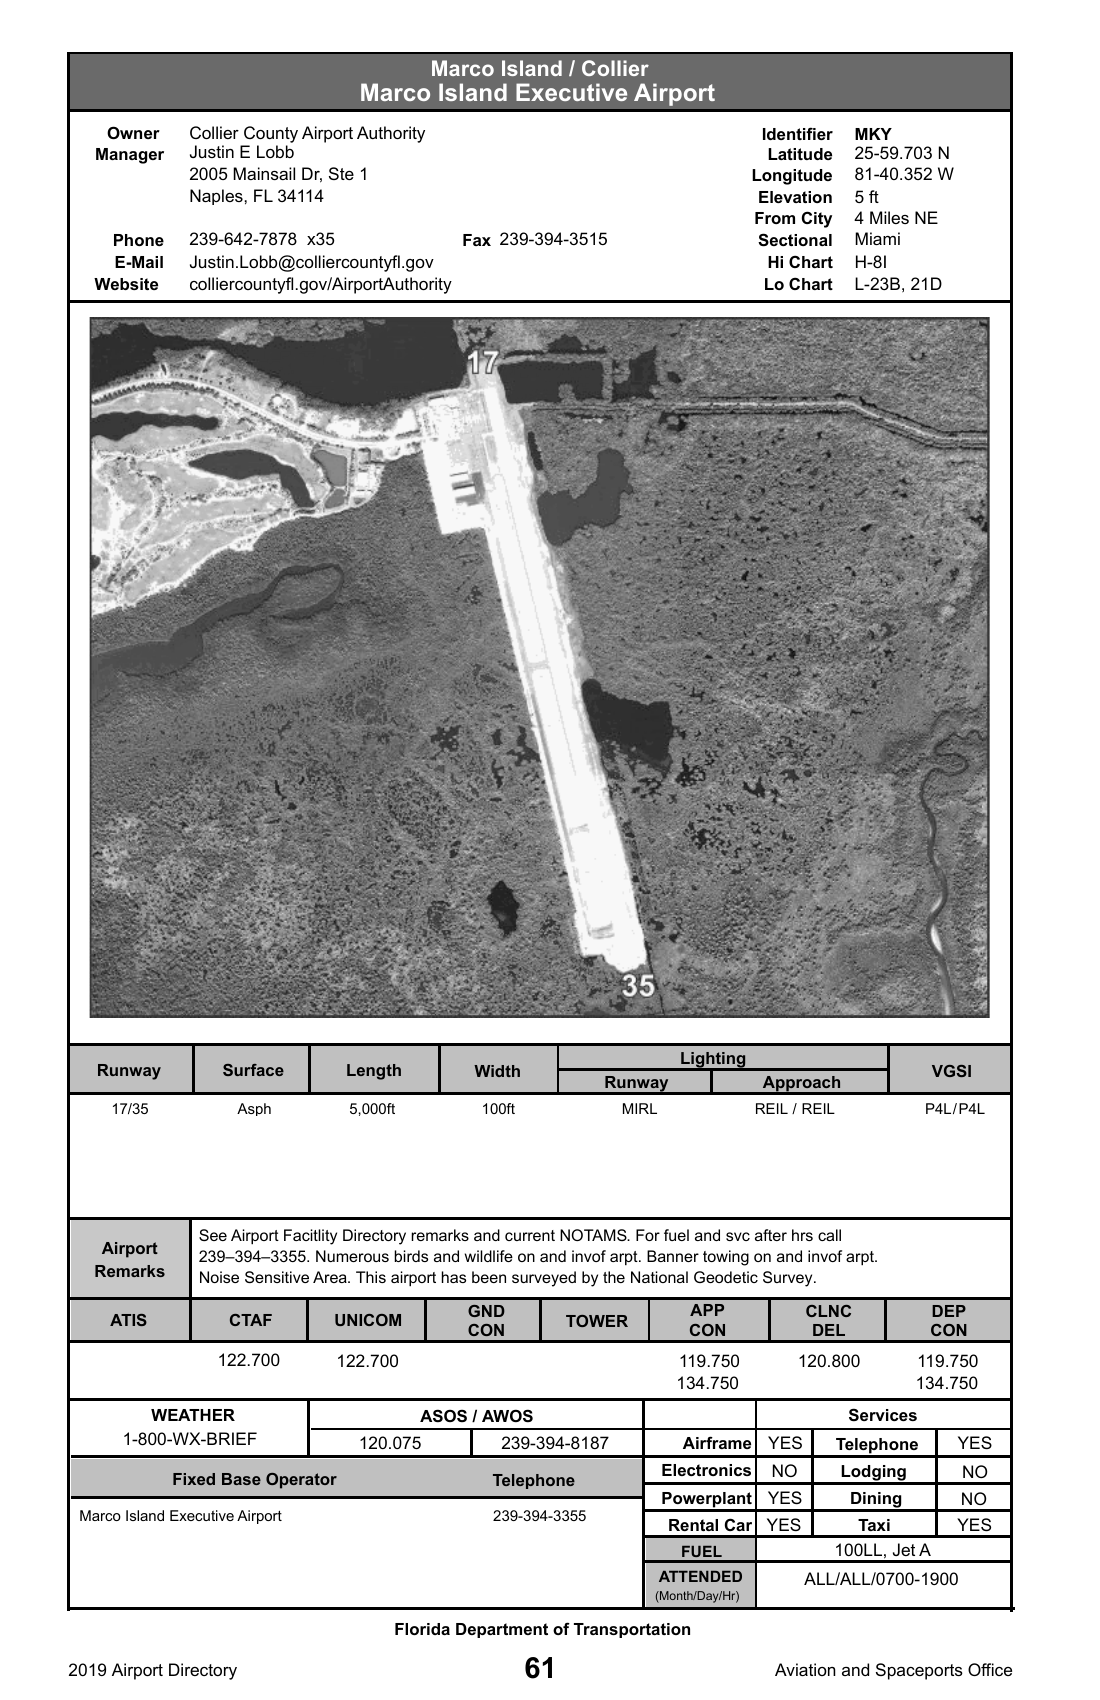 Marco Island / Collier
Marco Island Executive Airport
Owner Collier County Airport Authority
Manager Justin E Lobb
2005 Mainsail Dr, Ste 1
Naples, FL 34114
Phone 239-642-7878 x35 Fax 239-394-3515
E-Mail Justin.Lobb@colliercountyfl.gov
Website colliercountyfl.gov/AirportAuthority
Identifier MKY
Latitude 25-59.703 N
Longitude 81-40.352 W
Elevation 5 ft
From City 4 Miles NE
Sectional Miami
Hi Chart H-8I
Lo Chart L-23B, 21D
17
35
Runway Surface Length Width Lighting VGSI
Runway Approach
17/35 Asph 5,000ft 100ft MIRL REIL / REIL P4L/P4L
Airport
Remarks
See Airport Facitlity Directory remarks and current NOTAMS. For fuel and svc after hrs call
239–394–3355. Numerous birds and wildlife on and invof arpt. Banner towing on and invof arpt.
Noise Sensitive Area. This airport has been surveyed by the National Geodetic Survey.
ATIS CTAF UNICOM GND CON TOWER APP CON CLNC DEL DEP CON
122.700 122.700 119.750 120.800 119.750
134.750 134.750
WEATHER
1-800-WX-BRIEF
ASOS / AWOS
120.075 239-394-8187
Fixed Base Operator Telephone
Marco Island Executive Airport 239-394-3355
Services
Airframe YES Telephone YES
Electronics NO Lodging NO
Powerplant YES Dining NO
Rental Car YES Taxi YES
FUEL 100LL, Jet A
ATTENDED ALL/ALL/0700-1900
(Month/Day/Hr)
Florida Department of Transportation
2019 Airport Directory 61 Aviation and Spaceports Office